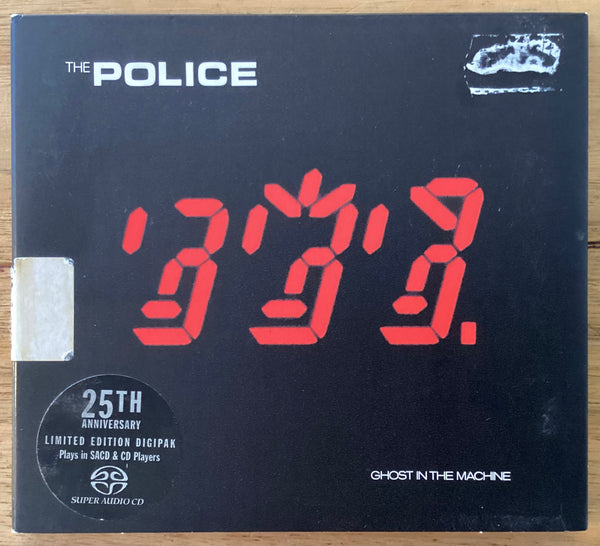 THE POLICE
25TH
ANNIVERSARY
LIMITED EDITION DIGIPAK
Plays in SACD & CD Players
SUPER AUDIO CD
GHOST IN THE MACHINE